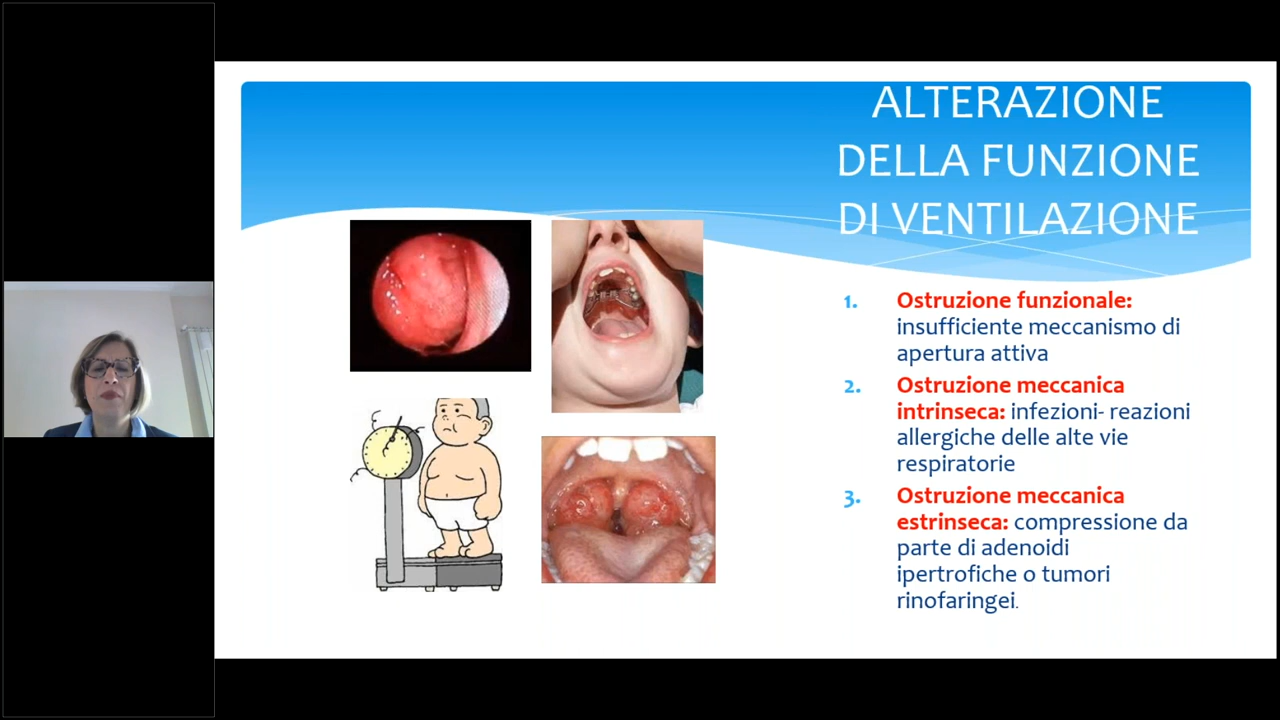 ALTERAZIONE
DELLA FUNZIONE
DI VENTILAZIONE
1. Ostruzione funzionale:
insufficiente meccanismo di
apertura attiva
2. Ostruzione meccanica
intrinseca: infezioni- reazioni
allergiche delle alte vie
respiratorie
3. Ostruzione meccanica
estrinseca: compressione da
parte di adenoidi
ipertrofiche o tumori
rinofaringei.